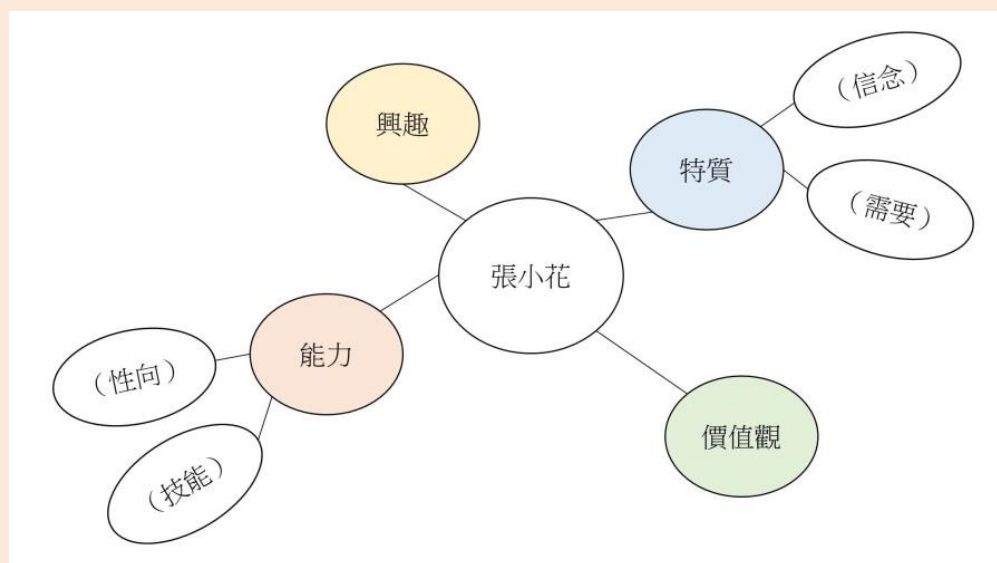 （信念）
興趣
特質
（需要）
張小花
能力
（性向）
價值觀
（技能）